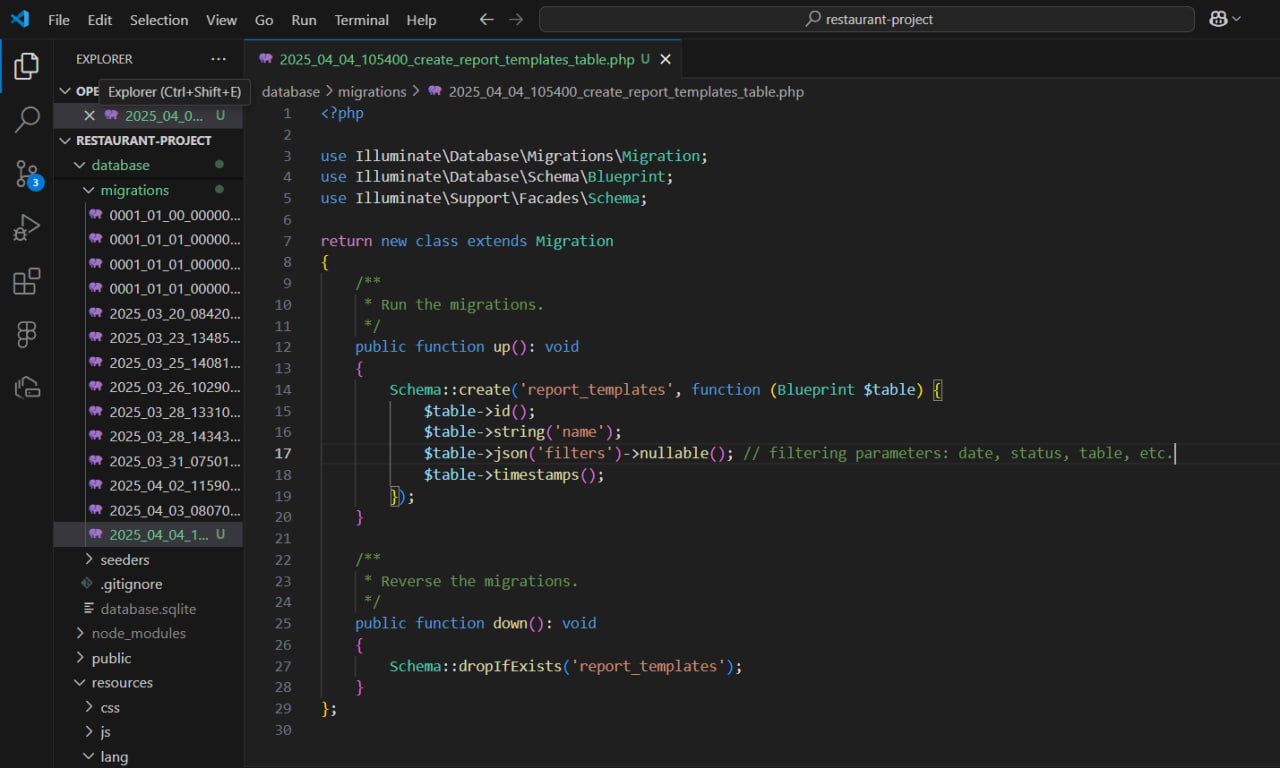 File Edit Selection View Go Run Terminal Help
restaurant-project
EXPLORER
OPE
Explorer (Ctrl+Shift+E)
2025_04_0... U
RESTAURANT-PROJECT
database
migrations
0001_01_00_00000...
0001_01_01_00000...
0001_01_01_00000...
0001_01_01_00000...
2025_03_20_08420...
2025_03_23_13485...
2025_03_25_14081...
2025_03_26_10290...
2025_03_28_13310...
2025_03_28_14343...
2025_03_31_07501...
2025_04_02_11590...
2025_04_03_08070...
2025_04_04_1... U
seeders
.gitignore
database.sqlite
node_modules
public
resources
css
js
lang
3
2025_04_04_105400_create_report_templates_table.php U
database > migrations > 2025_04_04_105400_create_report_templates_table.php
1 <?php
2
3 use Illuminate\Database\Migrations\Migration;
4 use Illuminate\Database\Schema\Blueprint;
5 use Illuminate\Support\Facades\Schema;
6
7 return new class extends Migration
8 {
9     /**
10      * Run the migrations.
11      */
12     public function up(): void
13     {
14         Schema::create('report_templates', function (Blueprint $table) {
15             $table->id();
16             $table->string('name');
17             $table->json('filters')->nullable(); // filtering parameters: date, status, table, etc.
18             $table->timestamps();
19         });
20     }
21
22     /**
23      * Reverse the migrations.
24      */
25     public function down(): void
26     {
27         Schema::dropIfExists('report_templates');
28     }
29 };
30